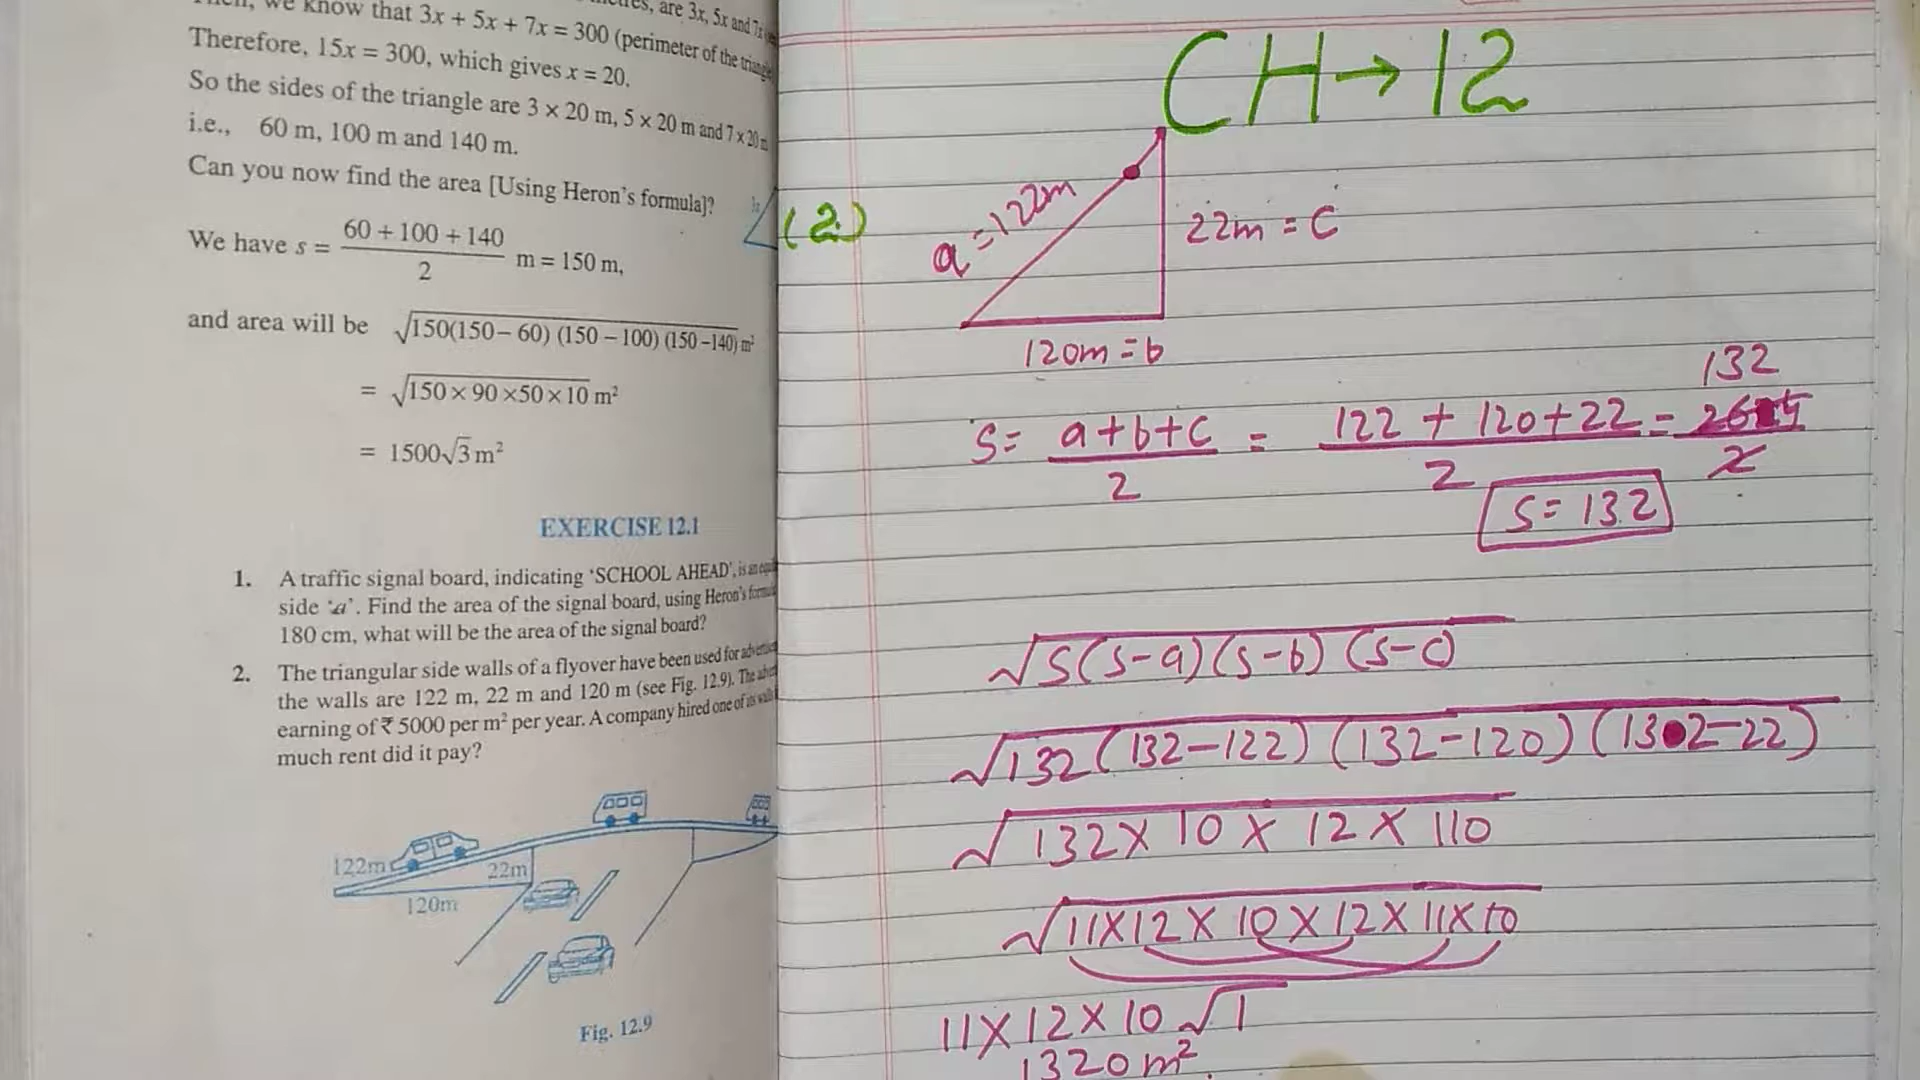 we know that 3x + 5x + 7x = 300 (perimeter of the triangle
metres, are 3x, 5x and 7x
Therefore, 15x = 300, which gives x = 20.
So the sides of the triangle are 3 × 20 m, 5 × 20 m and 7 x 20 m
i.e., 60 m, 100 m and 140 m.
Can you now find the area [Using Heron's formula]?
We have s = (60 + 100 + 140)/2 m = 150 m,
and area will be √150(150 – 60) (150 – 100) (150 – 140) m²
= √150 × 90 × 50 × 10 m²
= 1500√3 m²
EXERCISE 12.1
1. A traffic signal board, indicating 'SCHOOL AHEAD', is an
side 'a'. Find the area of the signal board, using Heron's
180 cm, what will be the area of the signal board?
2. The triangular side walls of a flyover have been used for
the walls are 122 m, 22 m and 120 m (see Fig. 12.9). The
earning of ₹ 5000 per m² per year. A company hired one of its
much rent did it pay?
122m
22m
120m
Fig. 12.9
CH → 12
(2)
a = 122m
22m = C
120m = b
S = (a+b+c)/2 = (122 + 120 + 22)/2 =
132
2
S = 132
√S(S-a)(S-b)(S-c)
√132(132-122)(132-120)(132-22)
√132 × 10 × 12 × 110
√11×12×10×12×11×10
11×12×10√1
1320m²